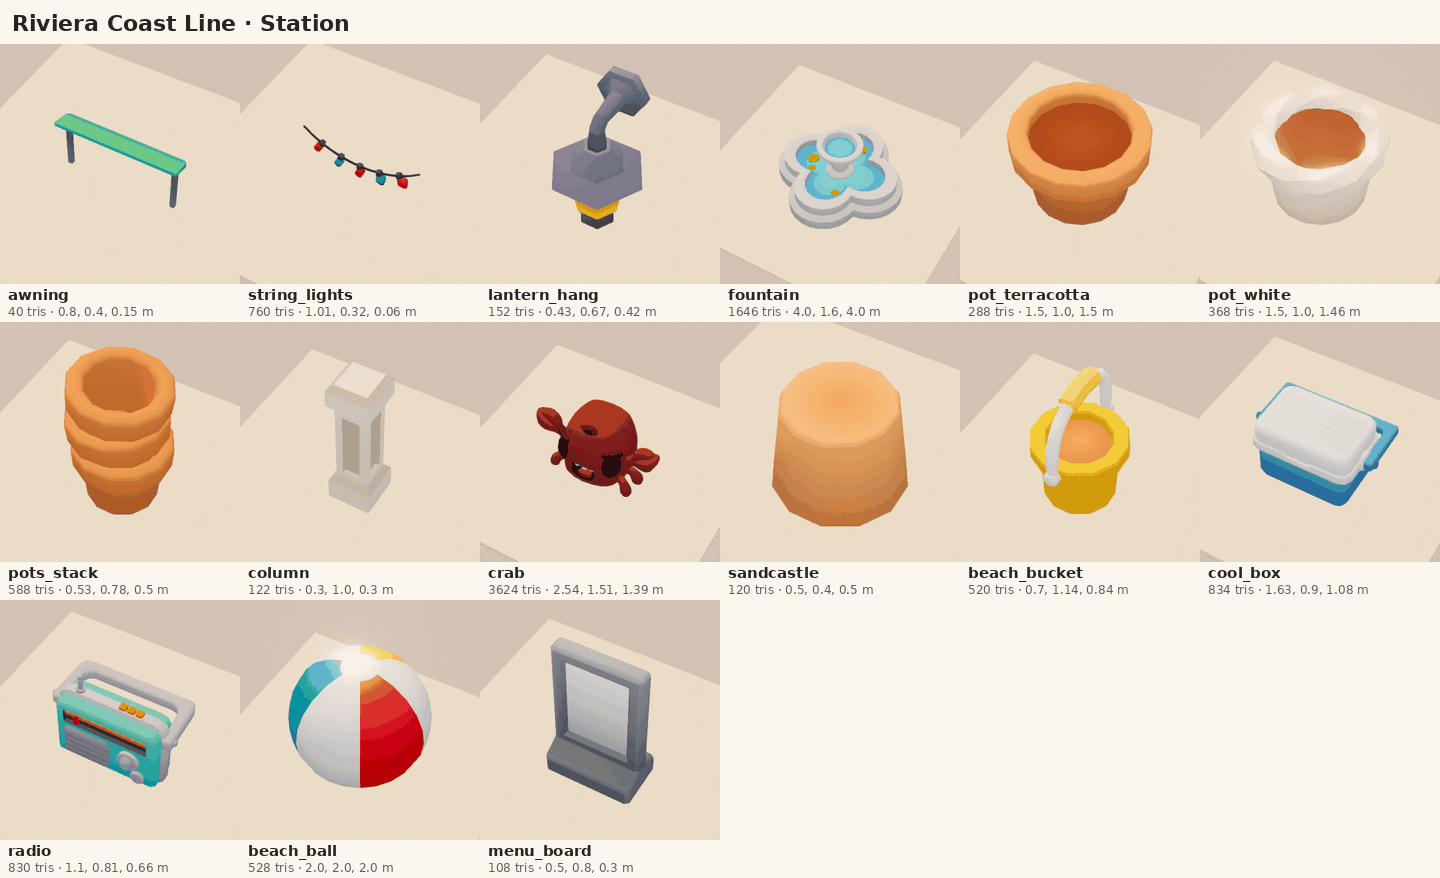 Riviera Coast Line · Station
awning
40 tris · 0.8, 0.4, 0.15 m
string_lights
760 tris · 1.01, 0.32, 0.06 m
lantern_hang
152 tris · 0.43, 0.67, 0.42 m
fountain
1646 tris · 4.0, 1.6, 4.0 m
pot_terracotta
288 tris · 1.5, 1.0, 1.5 m
pot_white
368 tris · 1.5, 1.0, 1.46 m
pots_stack
588 tris · 0.53, 0.78, 0.5 m
column
122 tris · 0.3, 1.0, 0.3 m
crab
3624 tris · 2.54, 1.51, 1.39 m
sandcastle
120 tris · 0.5, 0.4, 0.5 m
beach_bucket
520 tris · 0.7, 1.14, 0.84 m
cool_box
834 tris · 1.63, 0.9, 1.08 m
radio
830 tris · 1.1, 0.81, 0.66 m
beach_ball
528 tris · 2.0, 2.0, 2.0 m
menu_board
108 tris · 0.5, 0.8, 0.3 m